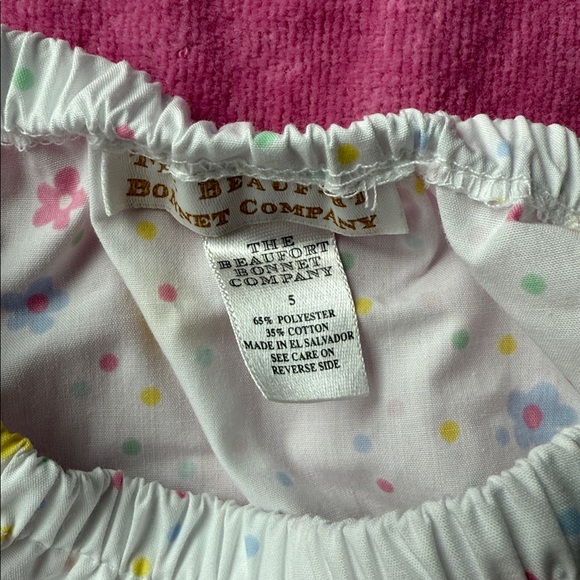 THE BEAUFORT
BONNET COMPANY
THE
BEAUFORT
BONNET
COMPANY
5
65% POLYESTER
35% COTTON
MADE IN EL SALVADOR
SEE CARE ON
REVERSE SIDE